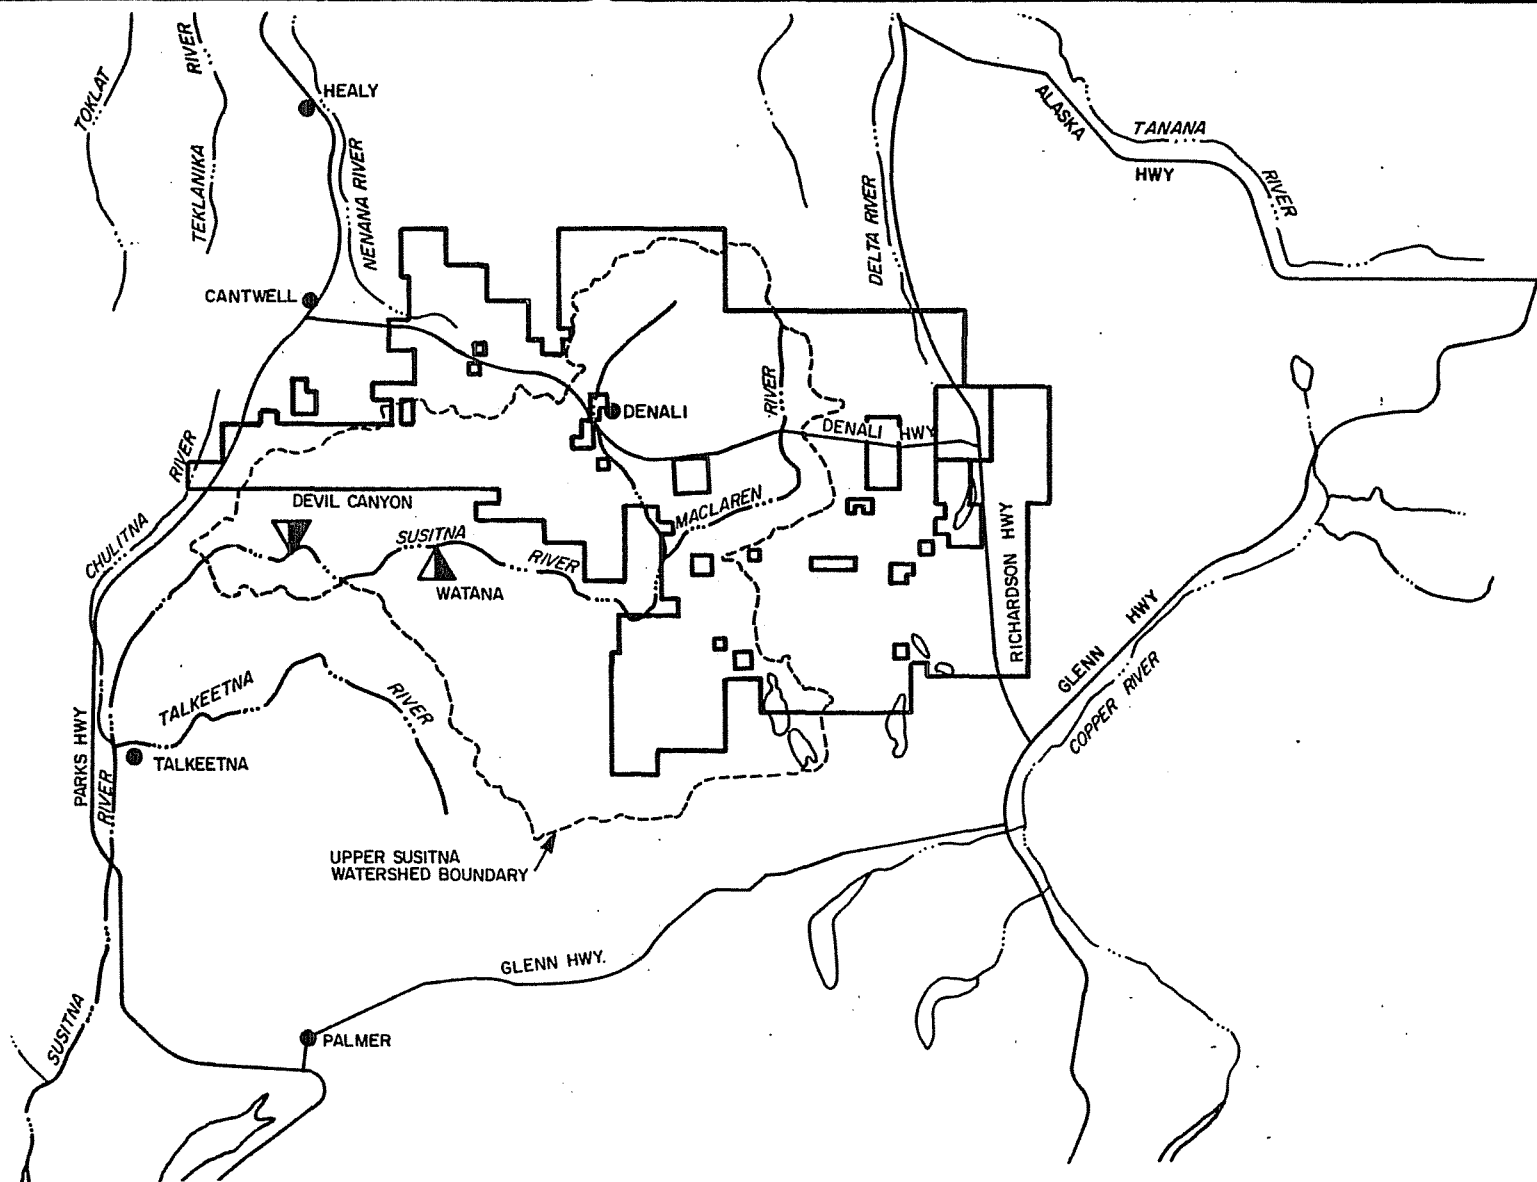 TOKLAT
RIVER
TEKLANIKA
HEALY
NENANA RIVER
CANTWELL
DELTA RIVER
ALASKA
HWY
TANANA
RIVER
DENALI
RIVER
DENALI HWY
RIVER
CHULITNA
DEVIL CANYON
SUSITNA
RIVER
MACLAREN
WATANA
RICHARDSON HWY
GLENN HWY
COPPER RIVER
TALKEETNA
RIVER
PARKS HWY
RIVER
TALKEETNA
UPPER SUSITNA
WATERSHED BOUNDARY
GLENN HWY.
SUSITNA
PALMER